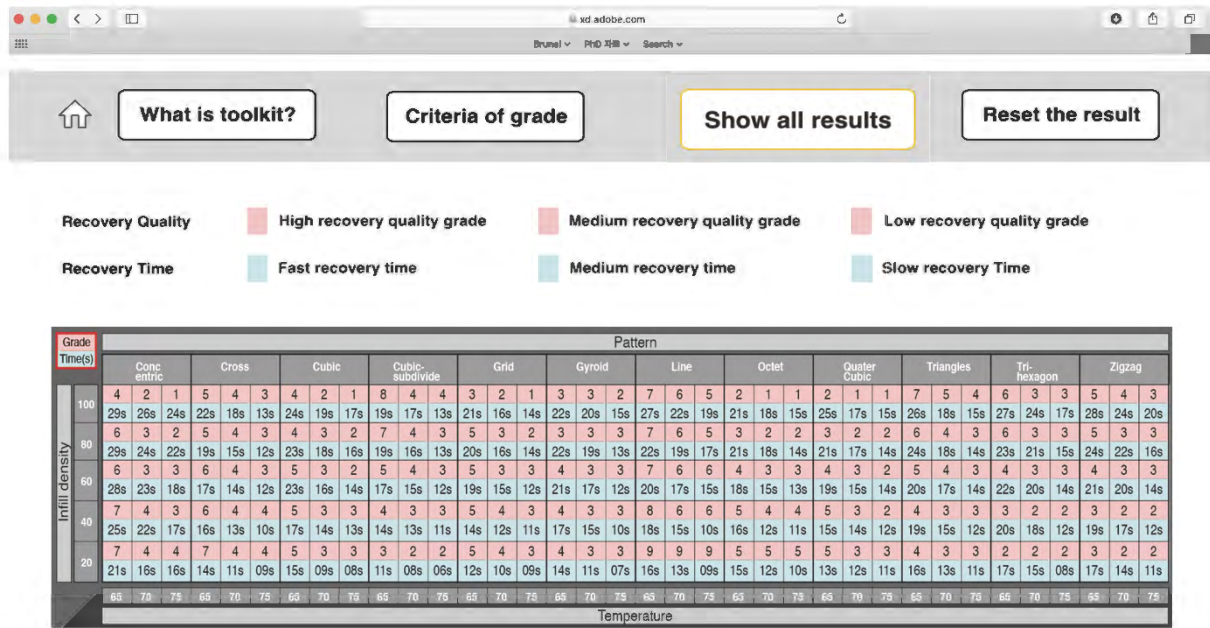 xd.adobe.com
Brunel PhD 자료 Search
What is toolkit?
Criteria of grade
Show all results
Reset the result
Recovery Quality High recovery quality grade Medium recovery quality grade Low recovery quality grade
Recovery Time Fast recovery time Medium recovery time Slow recovery Time
Grade Pattern
Time(s) Conc entric Cross Cubic Cubic-subdivide Grid Gyroid Line Octet Quater Cubic Triangles Tri-hexagon Zigzag
Infill density
100 4 2 1 5 4 3 4 2 1 8 4 4 3 2 1 3 3 2 7 6 5 2 1 1 2 1 1 7 5 4 6 3 3 5 4 3
29s 26s 24s 22s 18s 13s 24s 19s 17s 19s 17s 13s 21s 16s 14s 22s 20s 15s 27s 22s 19s 21s 18s 15s 25s 17s 15s 26s 18s 15s 27s 24s 17s 28s 24s 20s
80 6 3 2 5 4 3 4 3 2 7 4 3 5 3 2 3 3 3 7 6 5 3 2 2 3 2 2 6 4 3 6 3 3 5 3 3
29s 24s 22s 19s 15s 12s 23s 18s 16s 19s 16s 13s 20s 16s 14s 22s 19s 13s 22s 19s 17s 21s 18s 14s 21s 17s 14s 24s 18s 14s 23s 21s 15s 24s 22s 16s
60 6 3 3 6 4 3 5 3 2 5 4 3 5 3 3 4 3 3 7 6 6 4 3 3 4 3 2 5 4 3 4 3 3 4 3 3
28s 23s 18s 17s 14s 12s 23s 16s 14s 17s 15s 12s 19s 15s 12s 21s 17s 12s 20s 17s 15s 18s 15s 13s 19s 15s 14s 20s 17s 14s 22s 20s 14s 21s 20s 14s
40 7 4 3 6 4 4 5 3 3 4 3 3 5 4 3 4 3 3 8 6 6 5 4 4 5 3 2 4 3 3 3 2 2 3 2 2
25s 22s 17s 16s 13s 10s 17s 14s 13s 14s 13s 11s 14s 12s 11s 17s 15s 10s 18s 15s 10s 16s 12s 11s 15s 14s 12s 19s 15s 12s 20s 18s 12s 19s 17s 12s
20 7 4 4 7 4 4 5 3 3 3 2 2 5 4 3 4 3 3 9 9 9 5 5 5 5 3 3 4 3 3 2 2 2 3 2 2
21s 16s 16s 14s 11s 09s 15s 09s 08s 11s 08s 06s 12s 10s 09s 14s 11s 07s 16s 13s 09s 15s 12s 10s 13s 12s 11s 16s 13s 11s 17s 15s 08s 17s 14s 11s
65 70 75 65 70 75 65 70 75 65 70 75 65 70 75 65 70 75 65 70 75 65 70 75 65 70 75 65 70 75 65 70 75 65 70 75
Temperature